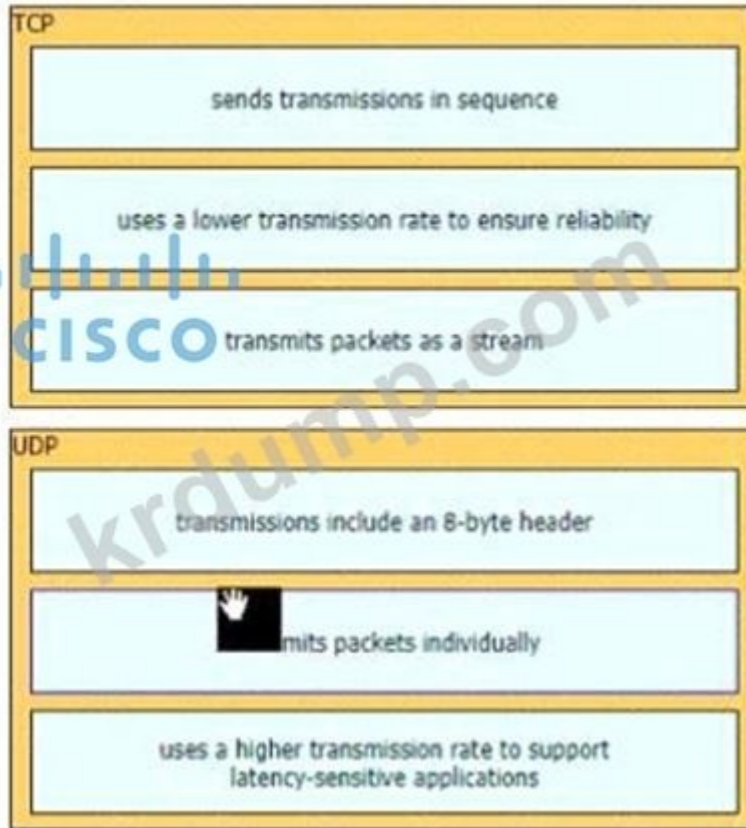 TCP
sends transmissions in sequence
uses a lower transmission rate to ensure reliability
CISCO
transmits packets as a stream
krdump.com
UDP
transmissions include an 8-byte header
mits packets individually
uses a higher transmission rate to support
latency-sensitive applications